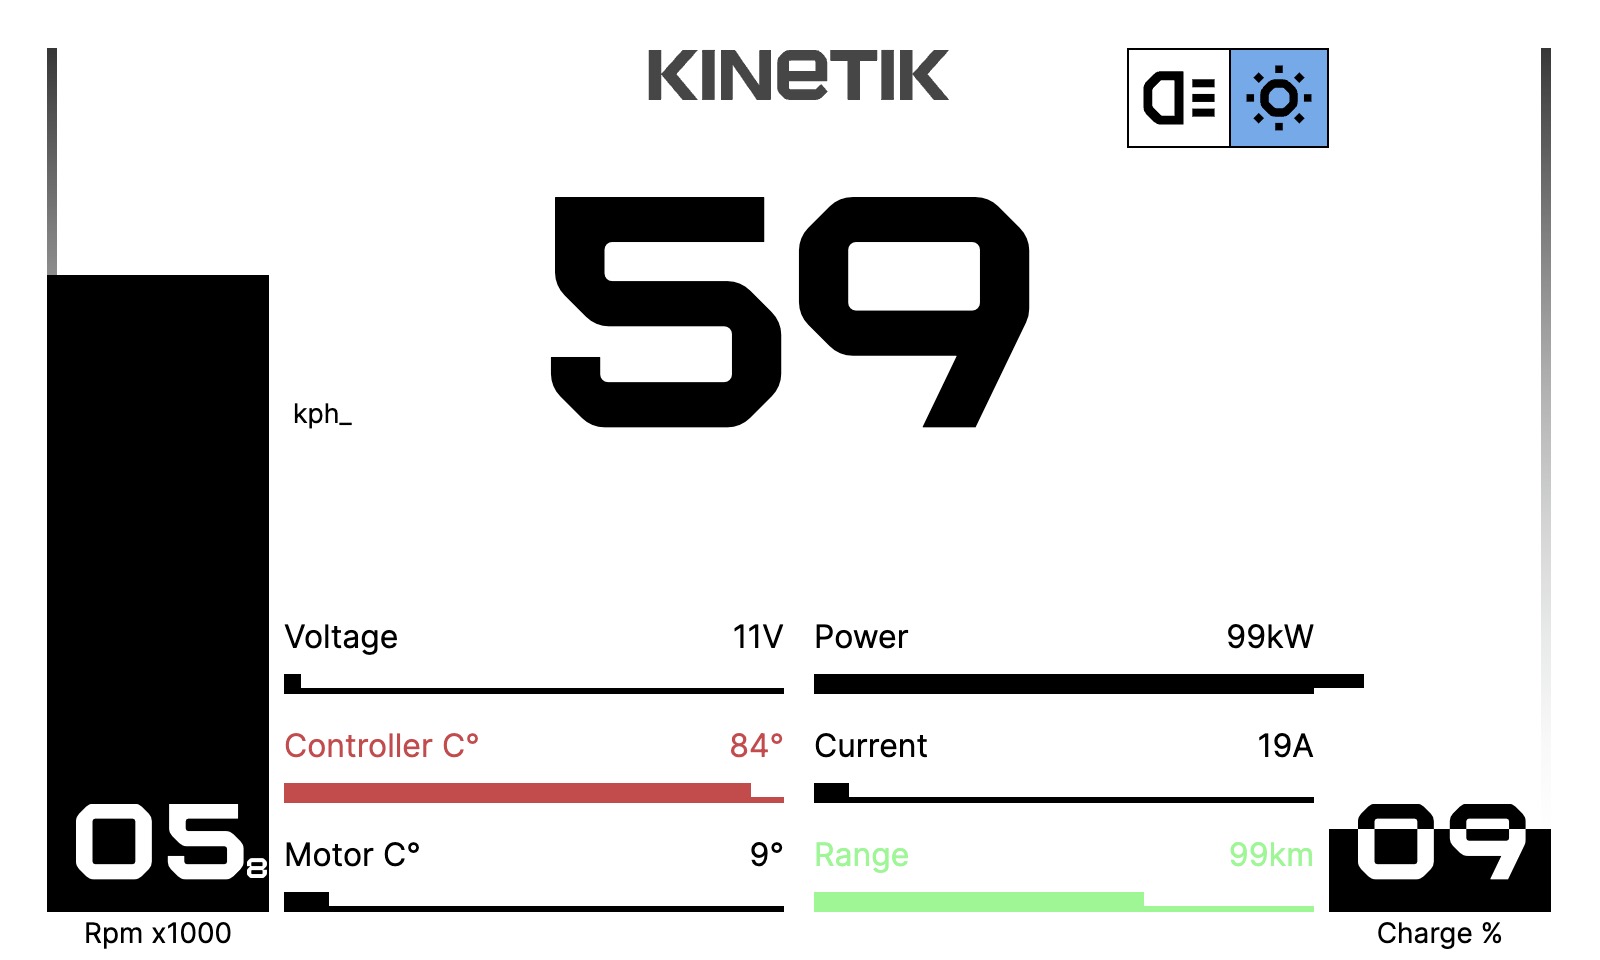 KINETIK
59
kph_
Voltage 11V
Power 99kW
Controller C° 84°
Current 19A
Motor C° 9°
Range 99km
05 8
09
Rpm x1000
Charge %